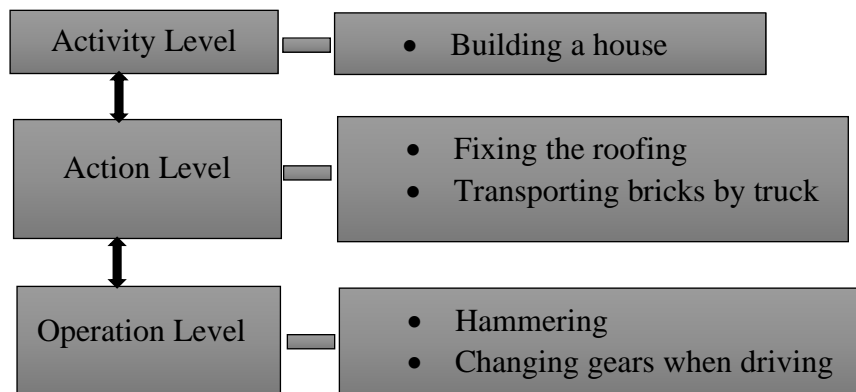 Activity Level
• Building a house
Action Level
• Fixing the roofing
• Transporting bricks by truck
Operation Level
• Hammering
• Changing gears when driving